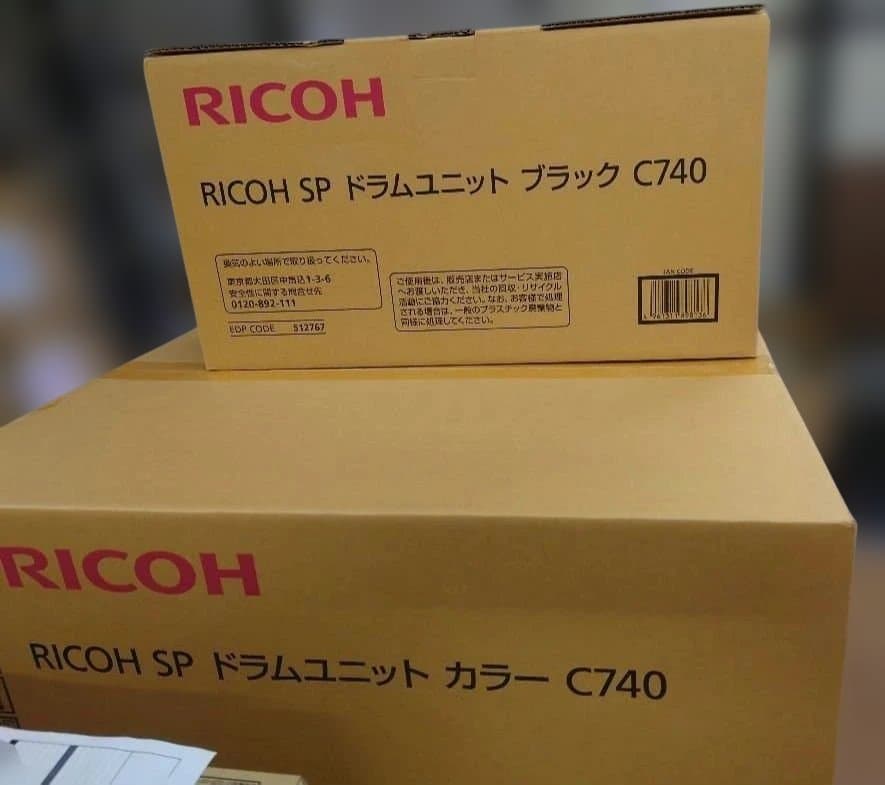 RICOH
RICOH SP ドラムユニット ブラック C740
換気のよい場所で取り扱ってください。
東京都大田区中馬込1-3-6
安全性に関する問合せ先
0120-892-111
EDP CODE 512767
ご使用後は、販売店またはサービス実施店
へお渡しいただき、当社の回収・リサイクル
活動にご協力ください。なお、お客様で処理
される場合は、一般のプラスチック廃棄物と
同様に処理してください。
JAN CODE
RICOH
RICOH SP ドラムユニット カラー C740